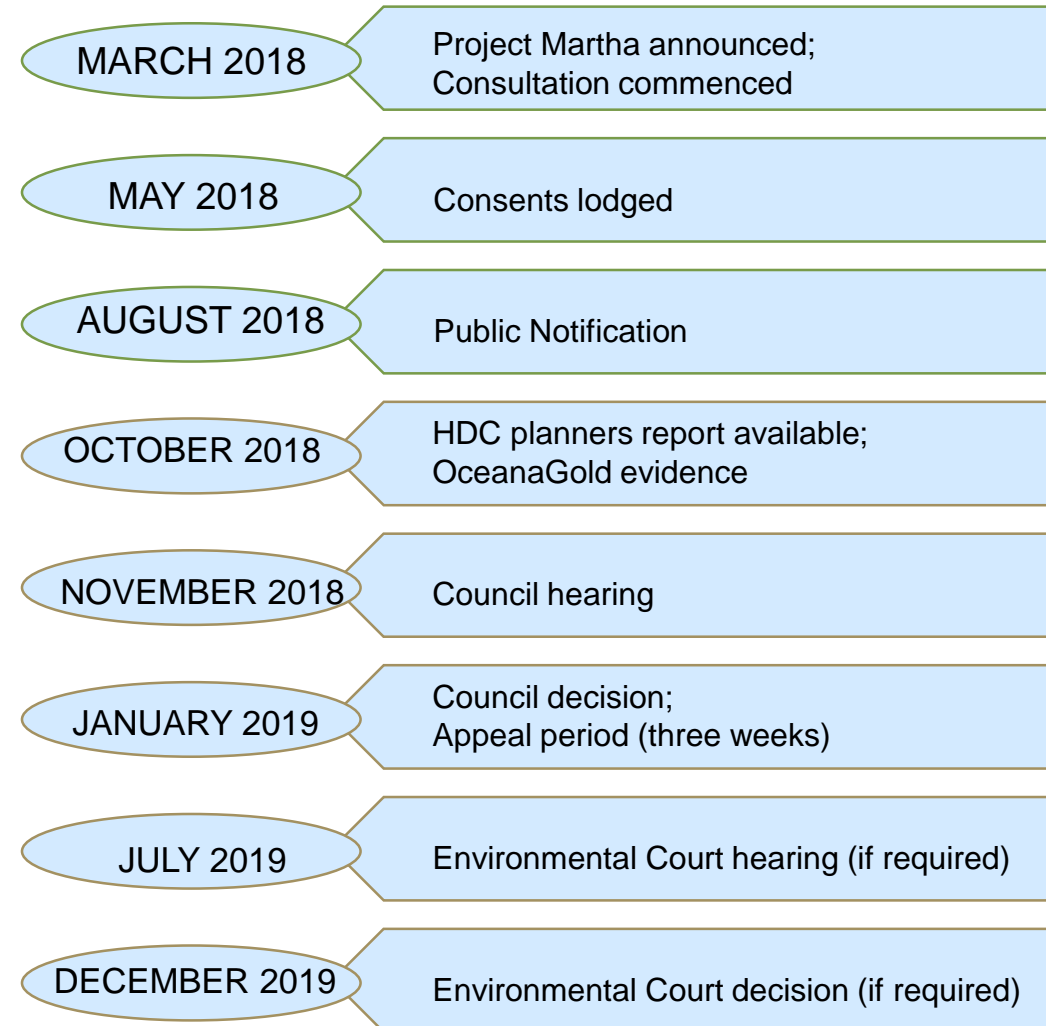 MARCH 2018
Project Martha announced;
Consultation commenced
MAY 2018
Consents lodged
AUGUST 2018
Public Notification
OCTOBER 2018
HDC planners report available;
OceanaGold evidence
NOVEMBER 2018
Council hearing
JANUARY 2019
Council decision;
Appeal period (three weeks)
JULY 2019
Environmental Court hearing (if required)
DECEMBER 2019
Environmental Court decision (if required)